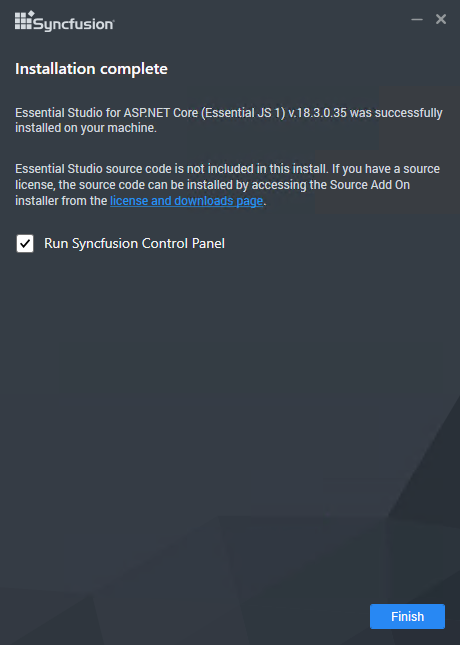 Syncfusion
Installation complete
Essential Studio for ASP.NET Core (Essential JS 1) v.18.3.0.35 was successfully
installed on your machine.
Essential Studio source code is not included in this install. If you have a source
license, the source code can be installed by accessing the Source Add On
installer from the license and downloads page.
Run Syncfusion Control Panel
Finish